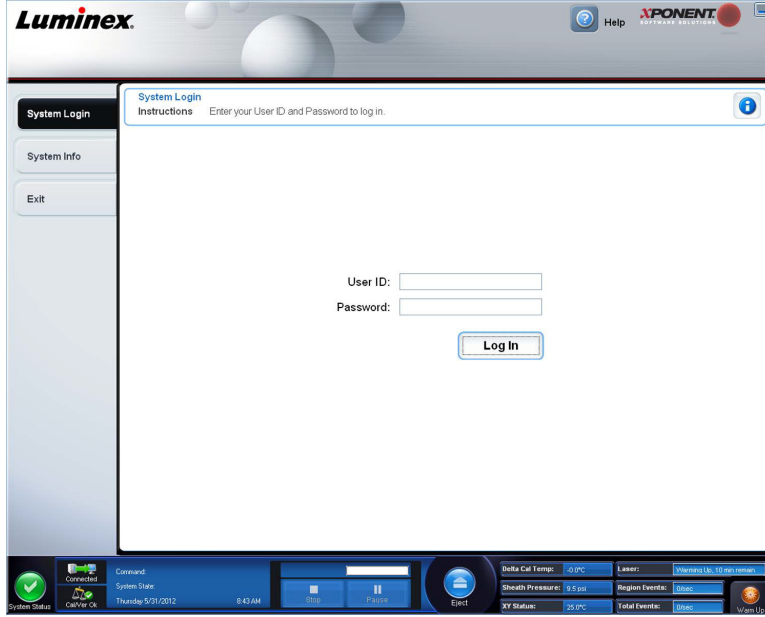 Luminex.
Help
XPONENT
SOFTWARE SOLUTIONS
System Login
System Info
Exit
System Login
Instructions Enter your User ID and Password to log in.
User ID:
Password:
Log In
System Status
Connected
Cal/Ver Ok
Command:
System State:
Thursday 5/31/2012 8:43 AM
Stop
Pause
Eject
Delta Cal Temp: -0.0°C
Laser: Warming Up, 10 min remain
Sheath Pressure: 9.5 psi
Region Events: 0/sec
XY Status: 25.0°C
Total Events: 0/sec
Warm Up